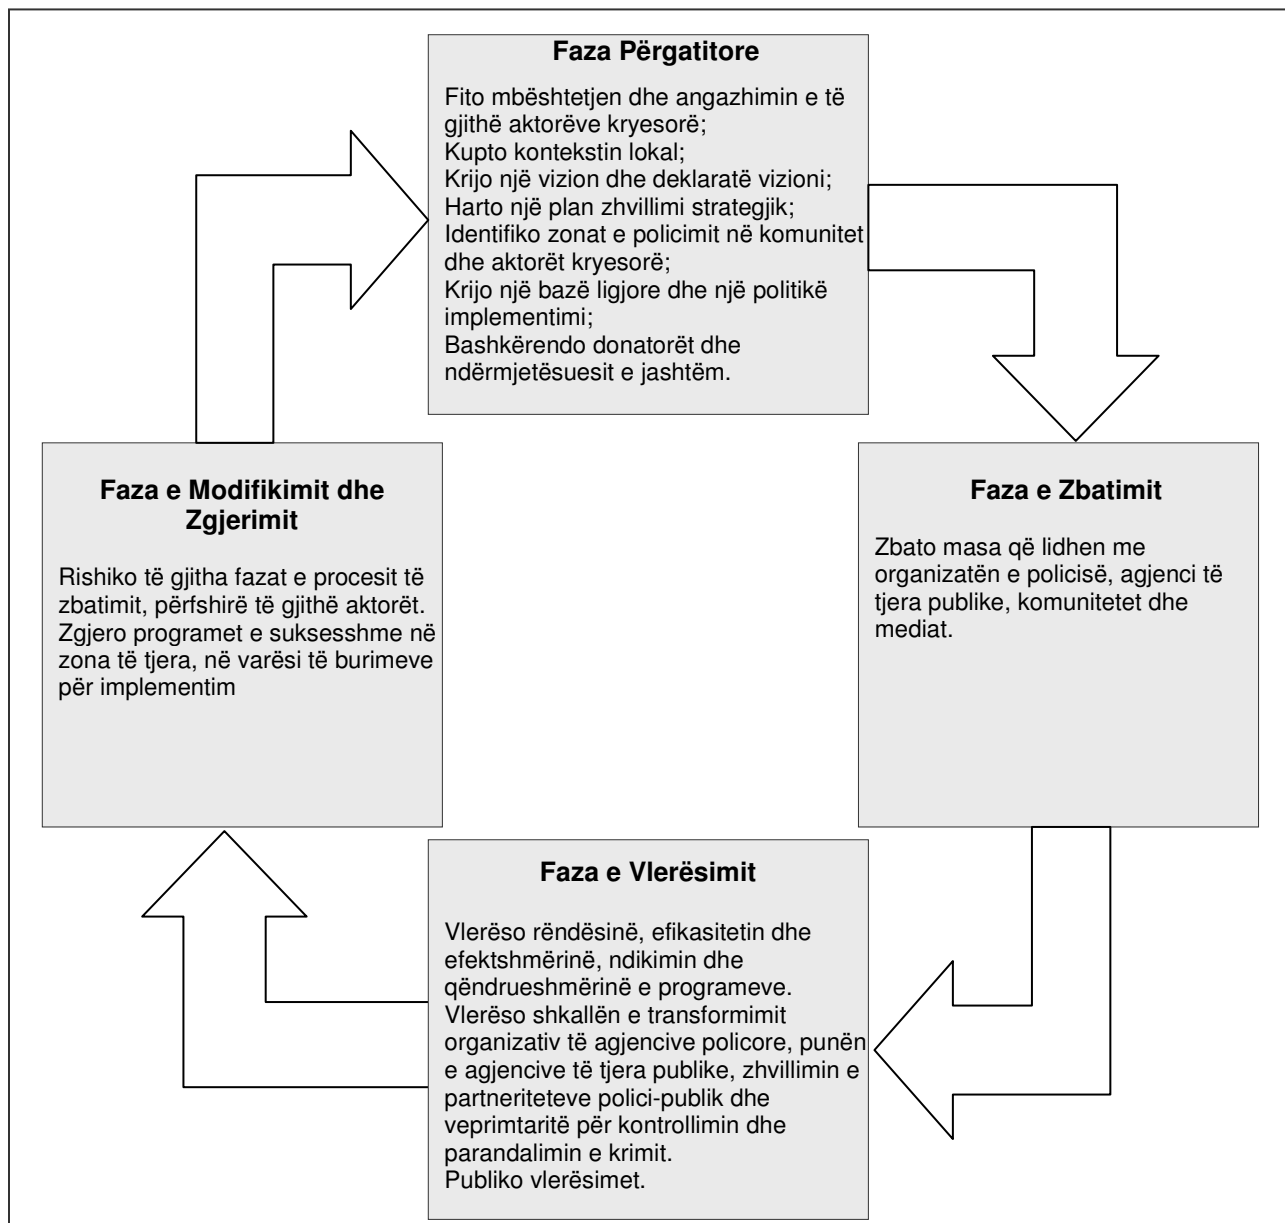 Faza Përgatitore
Fito mbështetjen dhe angazhimin e të
gjithë aktorëve kryesorë;
Kupto kontekstin lokal;
Krijo një vizion dhe deklaratë vizioni;
Harto një plan zhvillimi strategjik;
Identifiko zonat e policimit në komunitet
dhe aktorët kryesorë;
Krijo një bazë ligjore dhe një politikë
implementimi;
Bashkërendo donatorët dhe
ndërmjetësuesit e jashtëm.
Faza e Zbatimit
Zbato masa që lidhen me
organizatën e policisë, agjenci të
tjera publike, komunitetet dhe
mediat.
Faza e Vlerësimit
Vlerëso rëndësinë, efikasitetin dhe
efektshmërinë, ndikimin dhe
qëndrueshmërinë e programeve.
Vlerëso shkallën e transformimit
organizativ të agjencive policore, punën
e agjencive të tjera publike, zhvillimin e
partneriteteve polici-publik dhe
veprimtaritë për kontrollimin dhe
parandalimin e krimit.
Publiko vlerësimet.
Faza e Modifikimit dhe
Zgjerimit
Rishiko të gjitha fazat e procesit të
zbatimit, përfshirë të gjithë aktorët.
Zgjero programet e suksesshme në
zona të tjera, në varësi të burimeve
për implementim